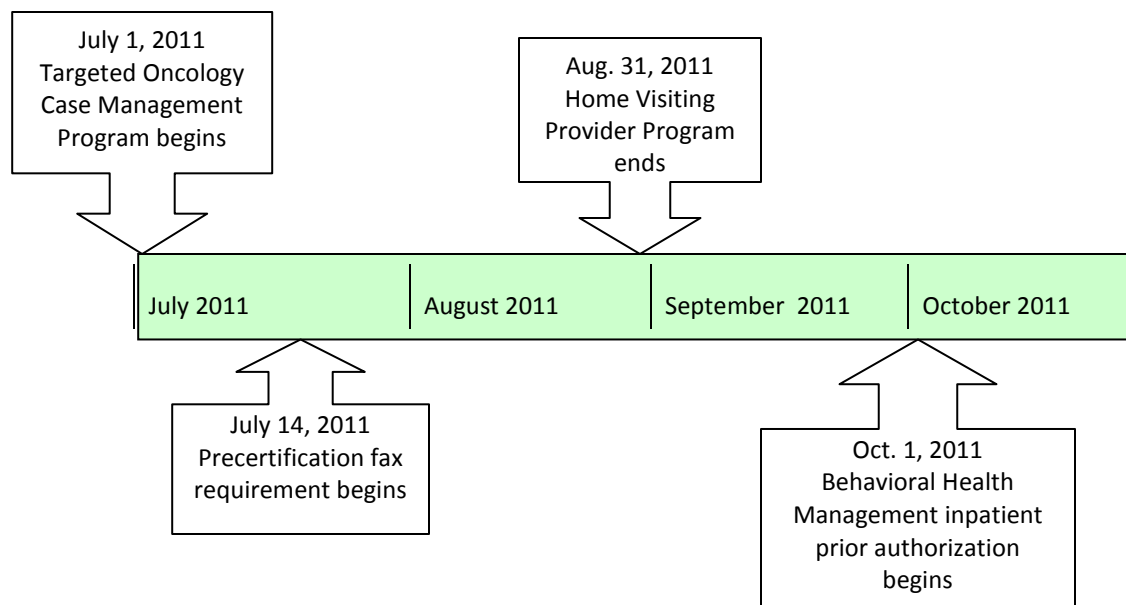 July 1, 2011
Targeted Oncology
Case Management
Program begins
Aug. 31, 2011
Home Visiting
Provider Program
ends
July 2011
August 2011
September 2011
October 2011
July 14, 2011
Precertification fax
requirement begins
Oct. 1, 2011
Behavioral Health
Management inpatient
prior authorization
begins